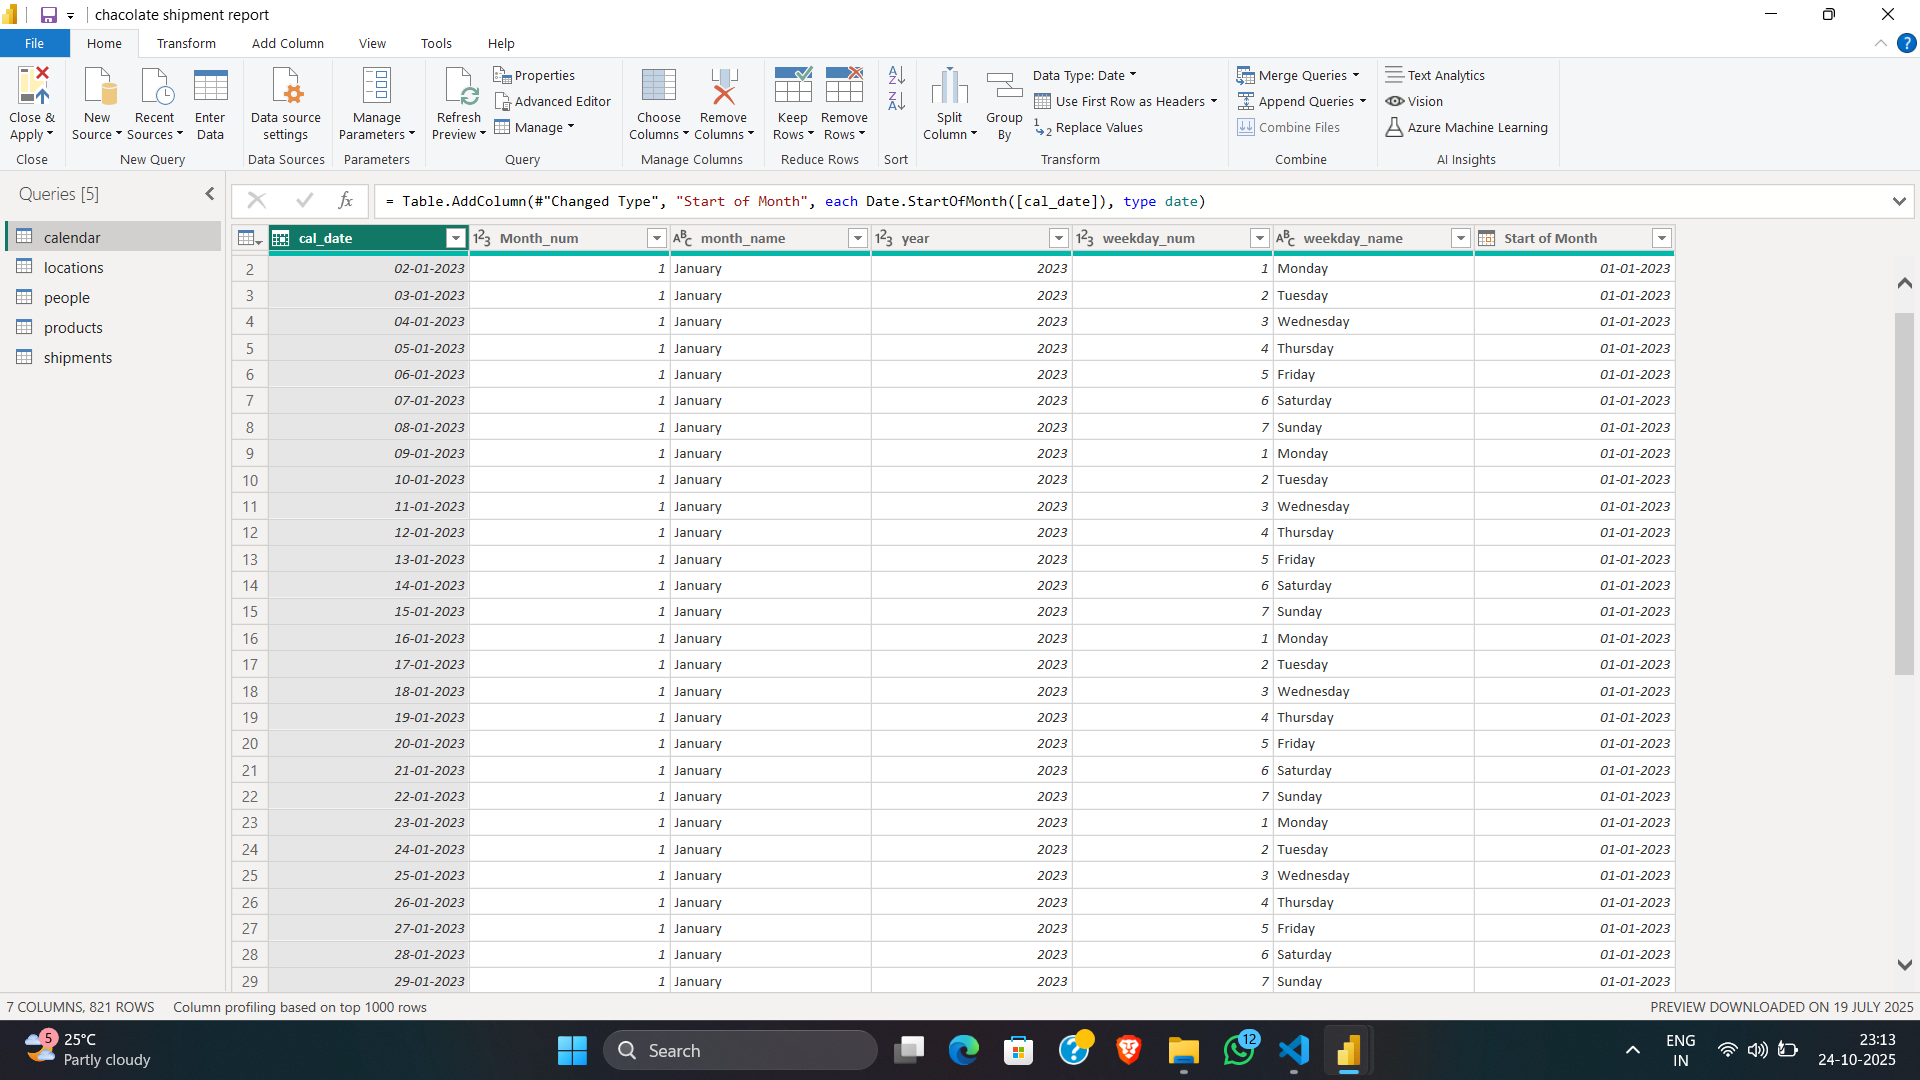 chacolate shipment report
File Home Transform Add Column View Tools Help
Close & Apply
New Source
Recent Sources
Enter Data
Data source settings
Manage Parameters
Refresh Preview
Properties
Advanced Editor
Manage
Choose Columns
Remove Columns
Keep Rows
Remove Rows
Split Column
Group By
Data Type: Date
Use First Row as Headers
Replace Values
Merge Queries
Append Queries
Combine Files
Text Analytics
Vision
Azure Machine Learning
Close New Query Data Sources Parameters Query Manage Columns Reduce Rows Sort Transform Combine AI Insights
Queries [5]
= Table.AddColumn(#"Changed Type", "Start of Month", each Date.StartOfMonth([cal_date]), type date)
calendar
locations
people
products
shipments
cal_date 123 Month_num ABC month_name 123 year 123 weekday_num ABC weekday_name Start of Month
2 02-01-2023 1 January 2023 1 Monday 01-01-2023
3 03-01-2023 1 January 2023 2 Tuesday 01-01-2023
4 04-01-2023 1 January 2023 3 Wednesday 01-01-2023
5 05-01-2023 1 January 2023 4 Thursday 01-01-2023
6 06-01-2023 1 January 2023 5 Friday 01-01-2023
7 07-01-2023 1 January 2023 6 Saturday 01-01-2023
8 08-01-2023 1 January 2023 7 Sunday 01-01-2023
9 09-01-2023 1 January 2023 1 Monday 01-01-2023
10 10-01-2023 1 January 2023 2 Tuesday 01-01-2023
11 11-01-2023 1 January 2023 3 Wednesday 01-01-2023
12 12-01-2023 1 January 2023 4 Thursday 01-01-2023
13 13-01-2023 1 January 2023 5 Friday 01-01-2023
14 14-01-2023 1 January 2023 6 Saturday 01-01-2023
15 15-01-2023 1 January 2023 7 Sunday 01-01-2023
16 16-01-2023 1 January 2023 1 Monday 01-01-2023
17 17-01-2023 1 January 2023 2 Tuesday 01-01-2023
18 18-01-2023 1 January 2023 3 Wednesday 01-01-2023
19 19-01-2023 1 January 2023 4 Thursday 01-01-2023
20 20-01-2023 1 January 2023 5 Friday 01-01-2023
21 21-01-2023 1 January 2023 6 Saturday 01-01-2023
22 22-01-2023 1 January 2023 7 Sunday 01-01-2023
23 23-01-2023 1 January 2023 1 Monday 01-01-2023
24 24-01-2023 1 January 2023 2 Tuesday 01-01-2023
25 25-01-2023 1 January 2023 3 Wednesday 01-01-2023
26 26-01-2023 1 January 2023 4 Thursday 01-01-2023
27 27-01-2023 1 January 2023 5 Friday 01-01-2023
28 28-01-2023 1 January 2023 6 Saturday 01-01-2023
29 29-01-2023 1 January 2023 7 Sunday 01-01-2023
7 COLUMNS, 821 ROWS Column profiling based on top 1000 rows PREVIEW DOWNLOADED ON 19 JULY 2025
5 25°C
Partly cloudy
Search
12
ENG
IN
23:13
24-10-2025